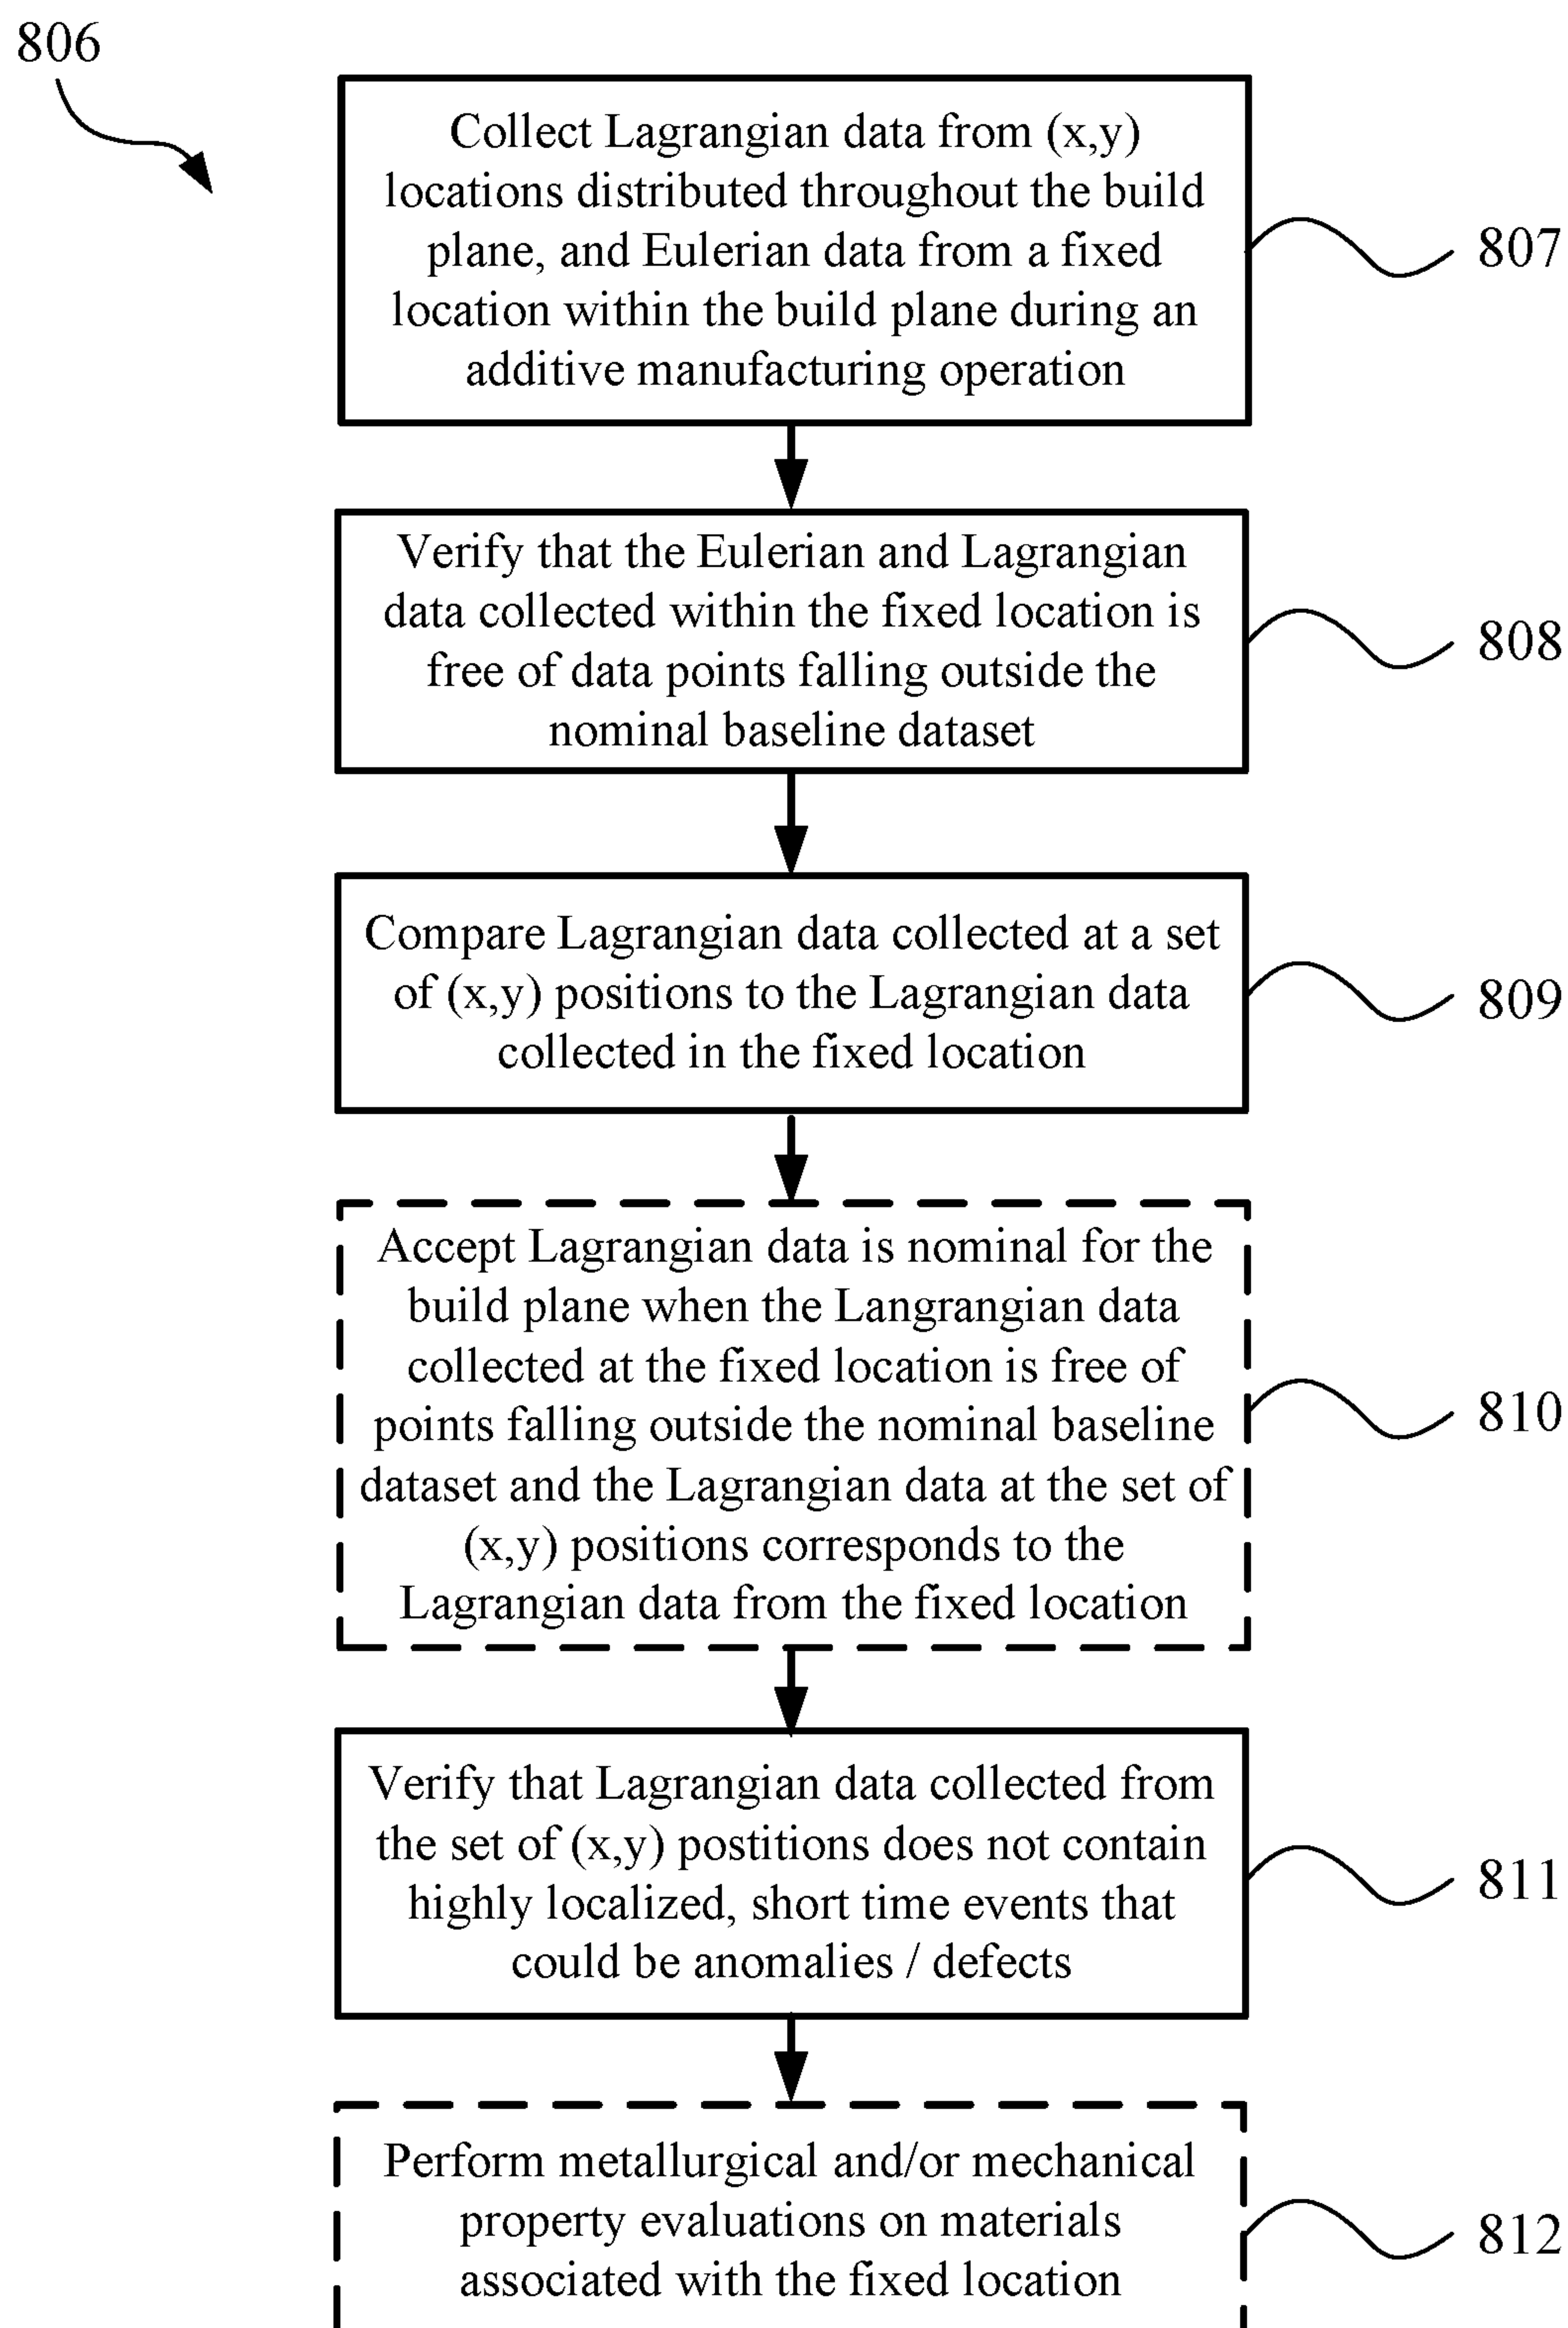 806
Collect Lagrangian data from (x,y)
locations distributed throughout the build
plane, and Eulerian data from a fixed
location within the build plane during an
additive manufacturing operation
807
Verify that the Eulerian and Lagrangian
data collected within the fixed location is
free of data points falling outside the
nominal baseline dataset
808
Compare Lagrangian data collected at a set
of (x,y) positions to the Lagrangian data
collected in the fixed location
809
Accept Lagrangian data is nominal for the
build plane when the Langrangian data
collected at the fixed location is free of
points falling outside the nominal baseline
dataset and the Lagrangian data at the set of
(x,y) positions corresponds to the
Lagrangian data from the fixed location
810
Verify that Lagrangian data collected from
the set of (x,y) postitions does not contain
highly localized, short time events that
could be anomalies / defects
811
Perform metallurgical and/or mechanical
property evaluations on materials
associated with the fixed location
812